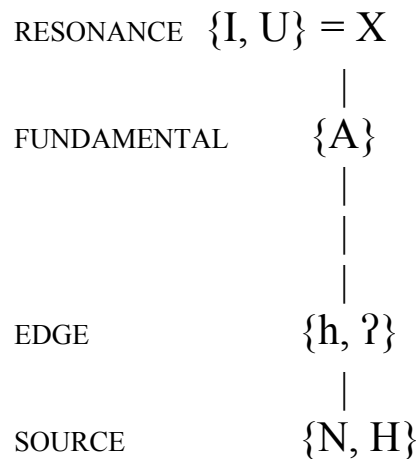 RESONANCE {I, U} = X
|
FUNDAMENTAL {A}
|
|
|
EDGE {h, ʔ}
|
SOURCE {N, H}